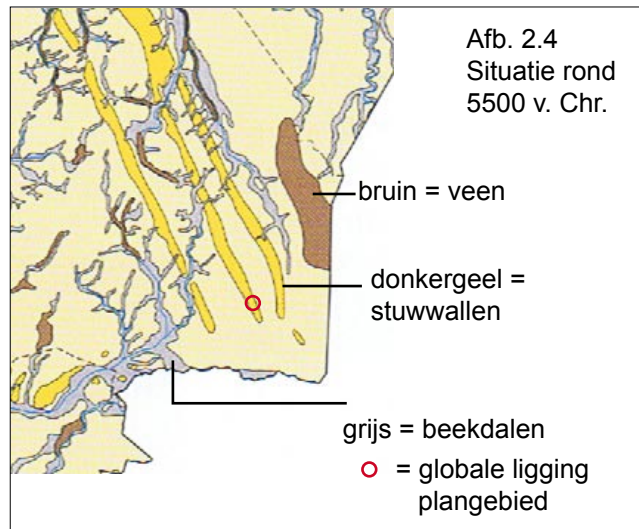 Afb. 2.4
Situatie rond
5500 v. Chr.
bruin = veen
donkergeel =
stuwwallen
grijs = beekdalen
= globale ligging
plangebied